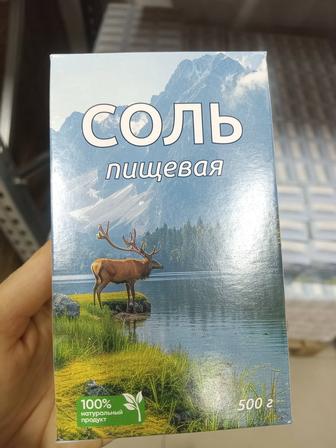 СОЛЬ
пищевая
100%
натуральный
продукт
500 г